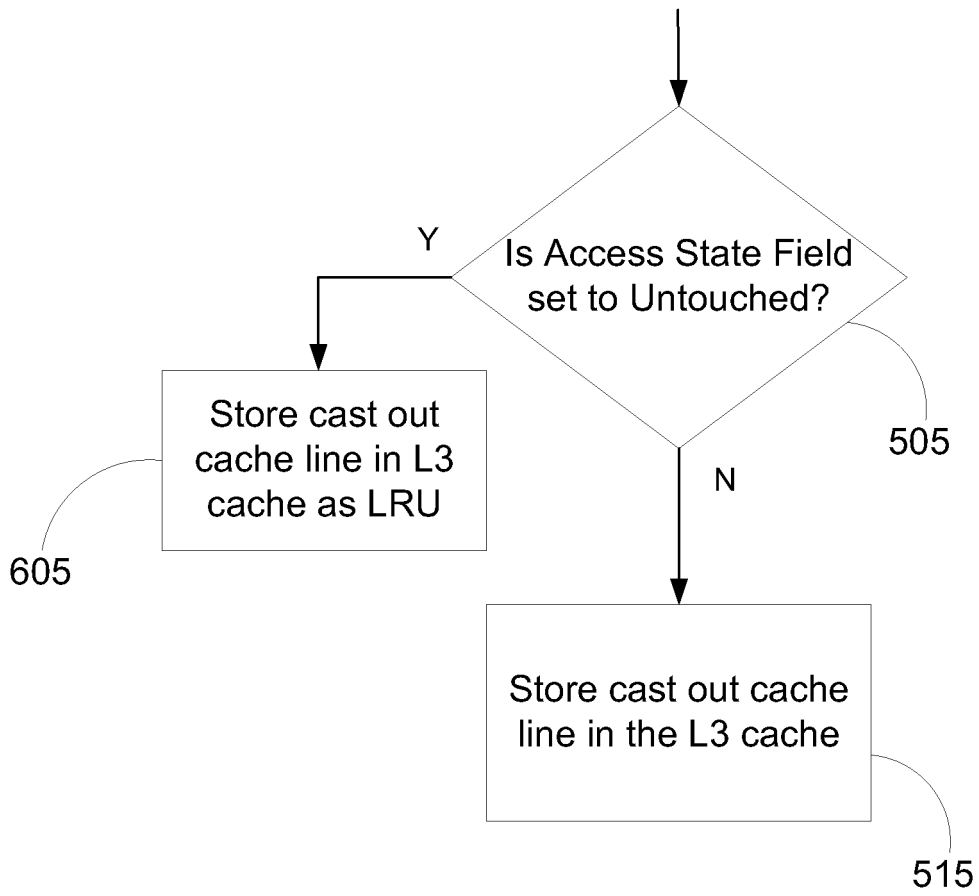 Is Access State Field
set to Untouched?
Y
505
Store cast out
cache line in L3
cache as LRU
N
605
Store cast out cache
line in the L3 cache
515